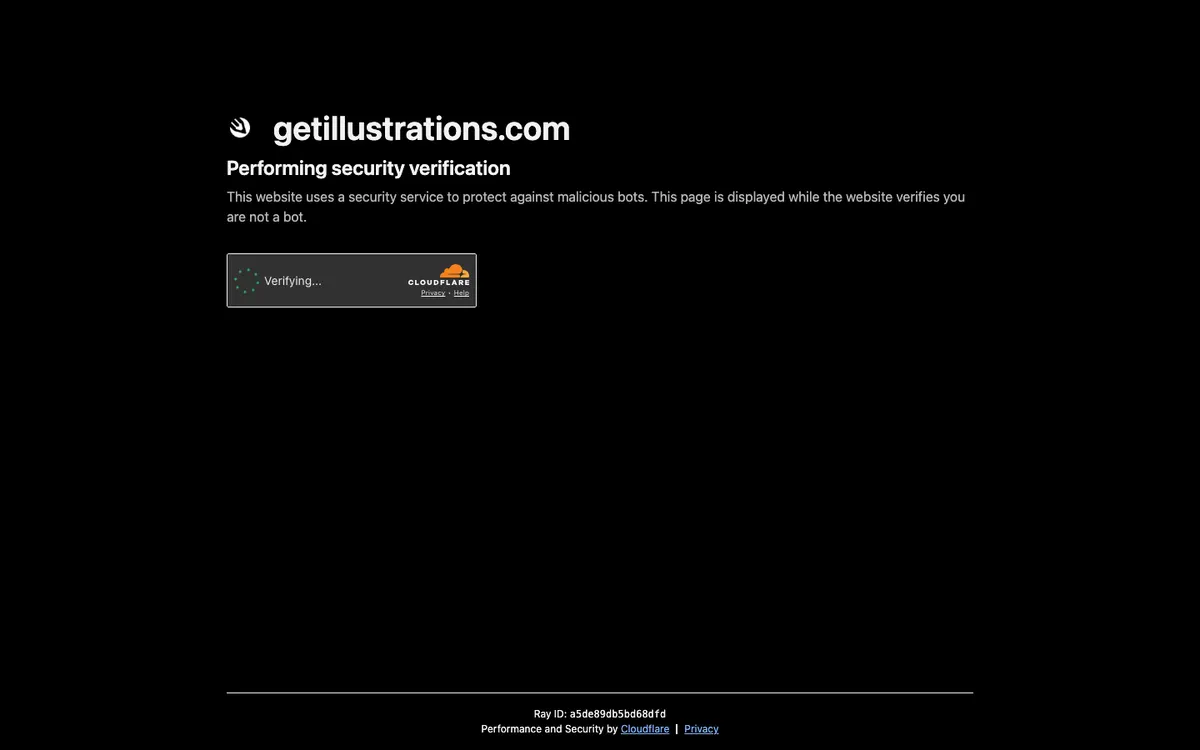 getillustrations.com
Performing security verification
This website uses a security service to protect against malicious bots. This page is displayed while the website verifies you
are not a bot.
Verifying...
CLOUDFLARE
Privacy • Help
Ray ID: a5de89db5bd68dfd
Performance and Security by Cloudflare | Privacy